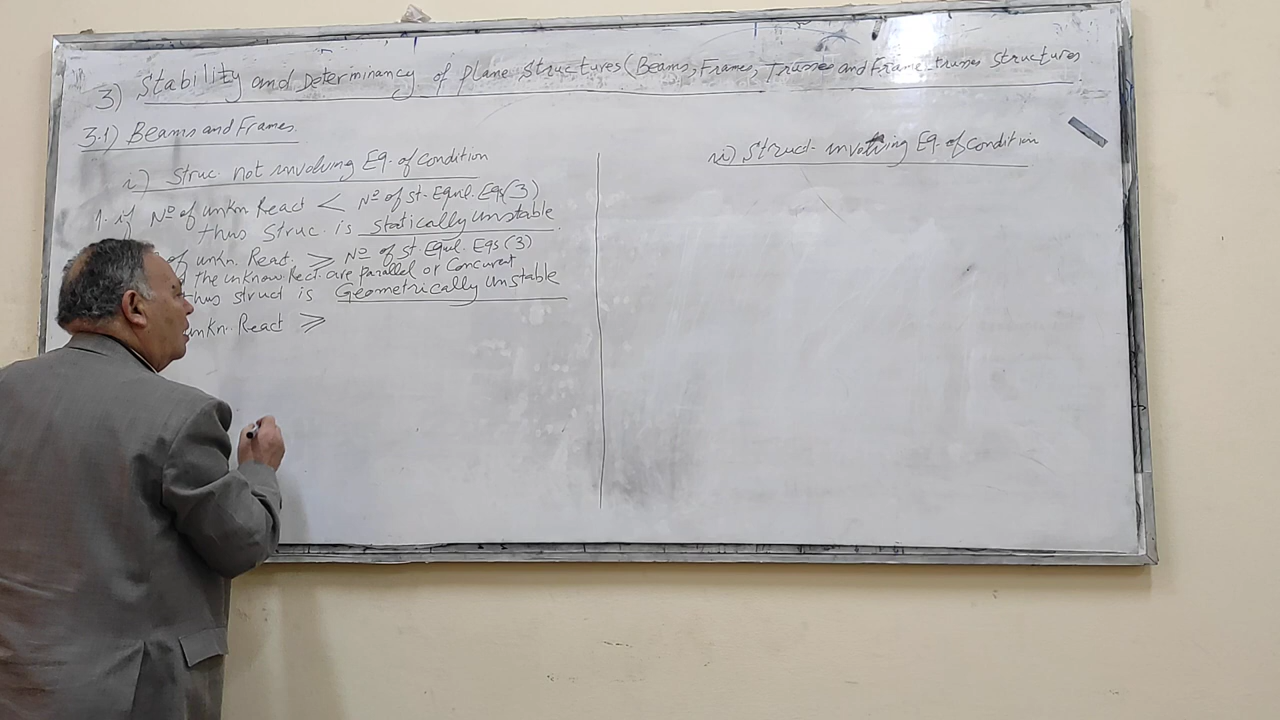 3) Stability and Determinancy of plane structures (Beams, Frames, Trusses and Frame-trusses structures
3.1) Beams and Frames.
i) Struc. not involving Eq. of Condition
1. if Nº of unkn React < Nº of st. Equl. Eqs (3)
thus Struc. is statically unstable.
of unkn. React. ⩾ Nº of st Equl. Eqs (3)
the unknow Rect. are parallel or Concurent
thus struct is Geometrically Unstable
unkn. React ⩾
ii) Struct. involving Eq. of Condition